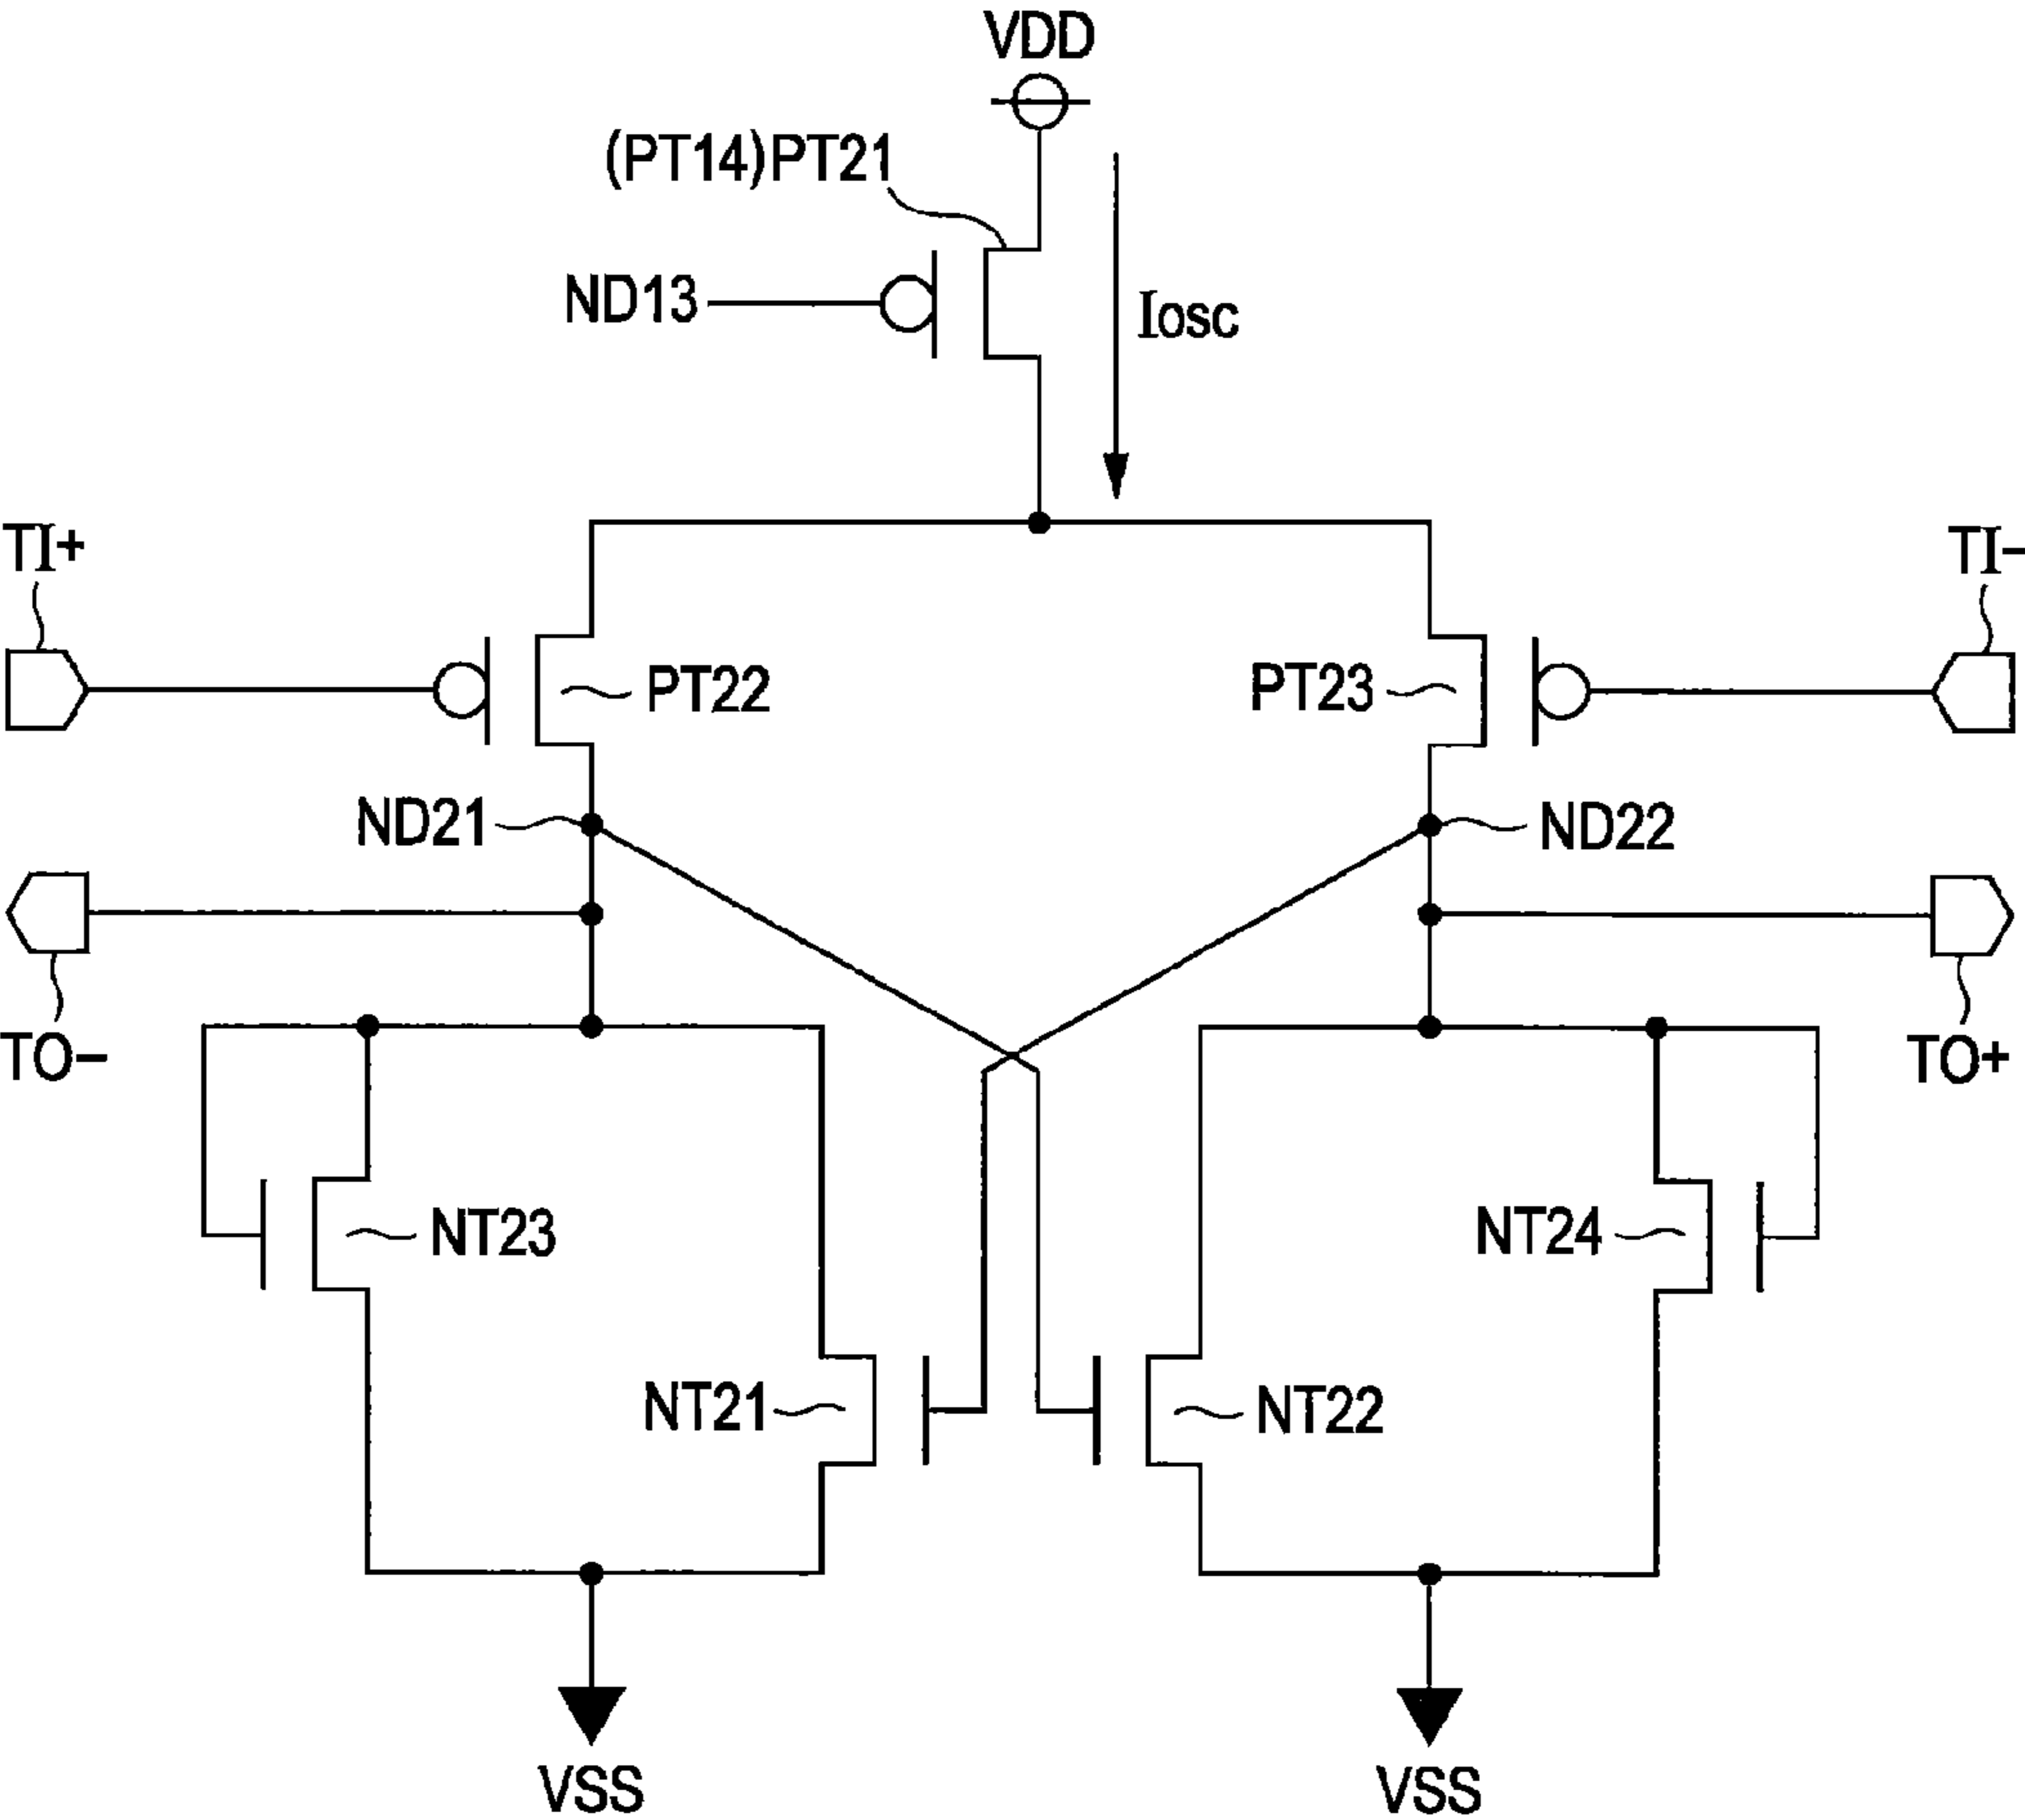 VDD
(PT14)PT21
ND13
Iosc
TI+
TI−
PT22
PT23
ND21
ND22
TO−
TO+
NT23
NT24
NT21
NT22
VSS
VSS